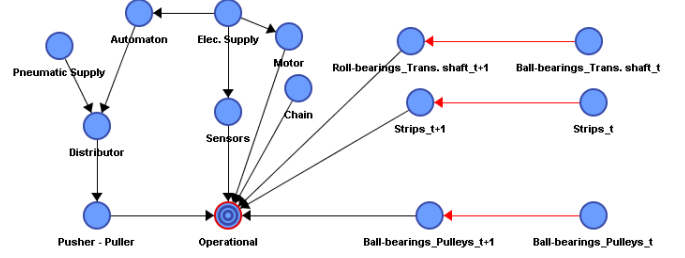 Automaton
Elec. Supply
Pneumatic Supply
Motor
Roll-bearings_Trans. shaft_t+1
Ball-bearings_Trans. shaft_t
Chain
Sensors
Strips_t+1
Strips_t
Distributor
Pusher - Puller
Operational
Ball-bearings_Pulleys_t+1
Ball-bearings_Pulleys_t